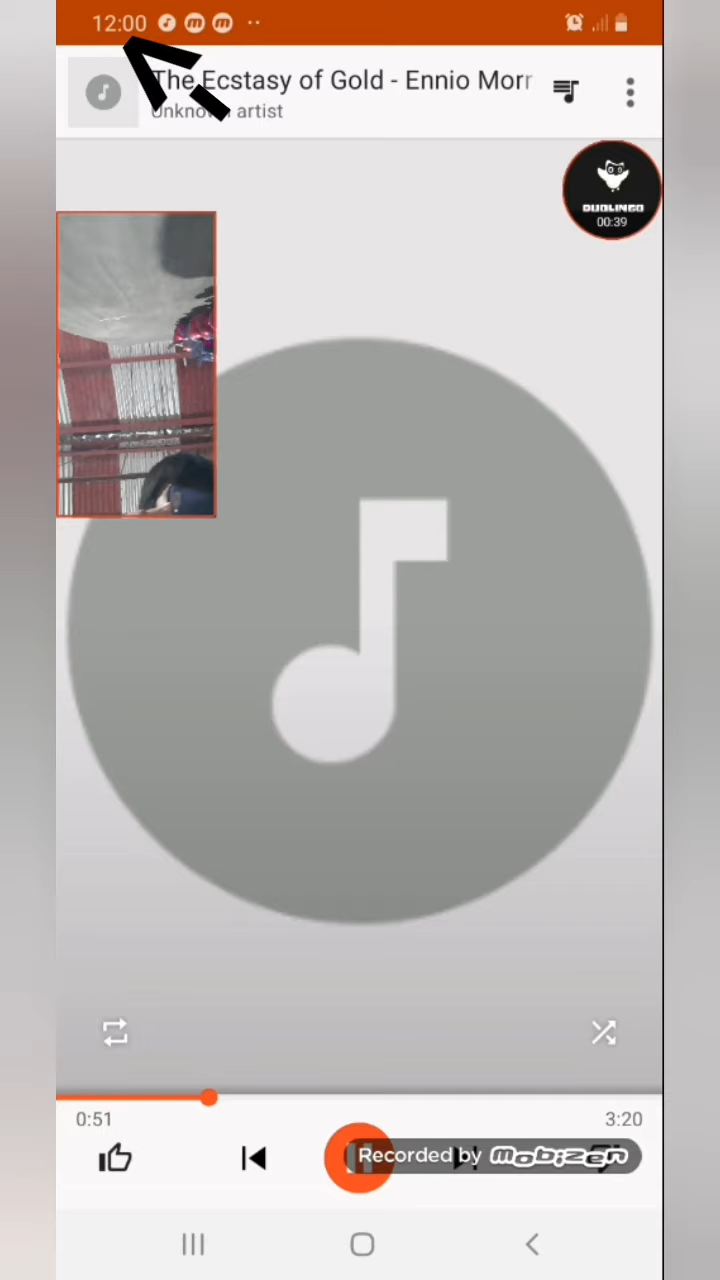 12:00
The Ecstasy of Gold - Ennio Morr
Unknown artist
DUOLINGO
00:39
0:51
3:20
Recorded by mobizen